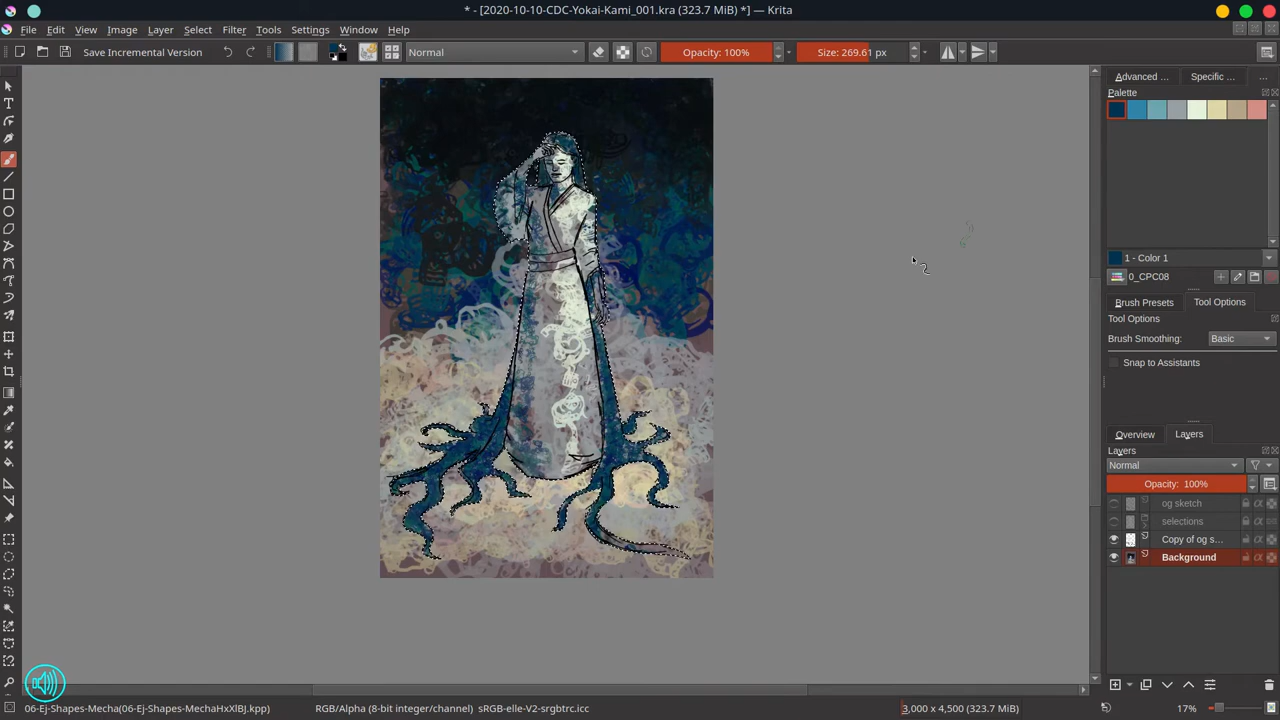 * - [2020-10-10-CDC-Yokai-Kami_001.kra (323.7 MiB) *] — Krita
File Edit View Image Layer Select Filter Tools Settings Window Help
Save Incremental Version Normal Opacity: 100% Size: 269.61 px
Advanced ... Specific ... ...
Palette
1 - Color 1
0_CPC08
Brush Presets Tool Options
Tool Options
Brush Smoothing: Basic
Snap to Assistants
Overview Layers
Layers
Normal
Opacity: 100%
og sketch
selections
Copy of og s...
Background
06-Ej-Shapes-Mecha(06-Ej-Shapes-MechaHxXlBJ.kpp) RGB/Alpha (8-bit integer/channel) sRGB-elle-V2-srgbtrc.icc 3,000 x 4,500 (323.7 MiB) 17%